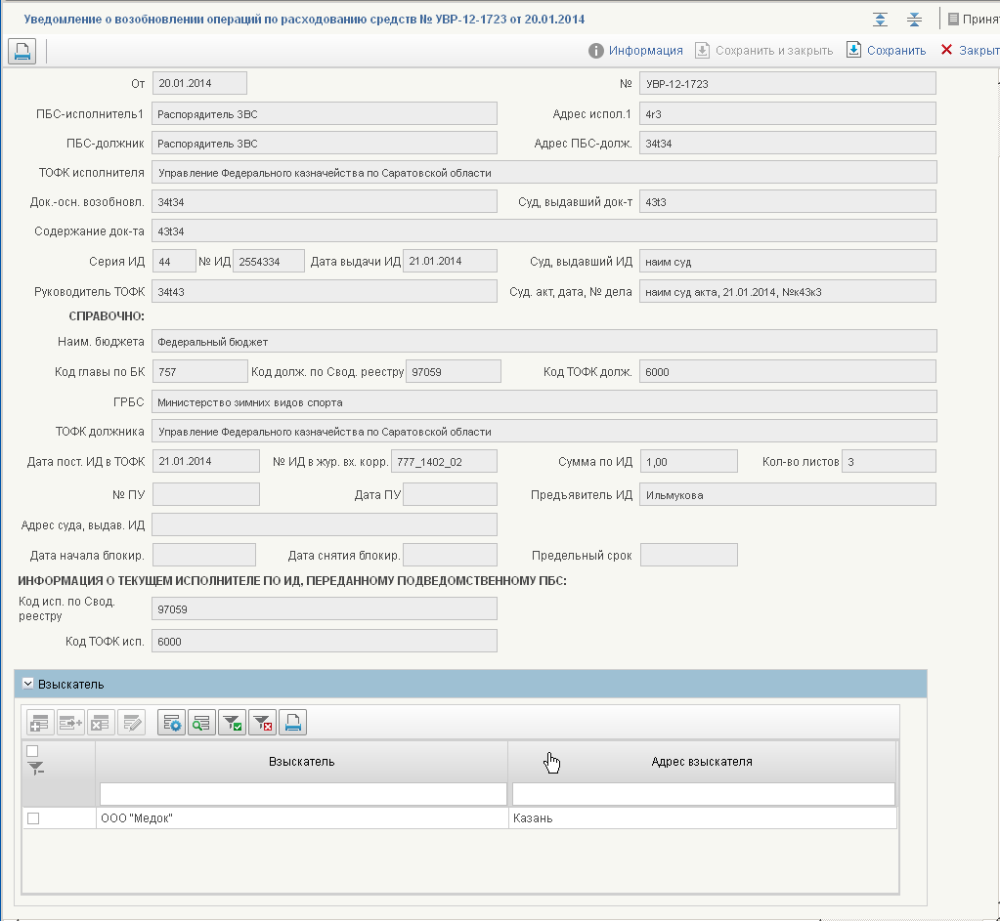 Уведомление о возобновлении операций по расходованию средств № УВР-12-1723 от 20.01.2014
Информация Сохранить и закрыть Сохранить
От 20.01.2014 № УВР-12-1723
ПБС-исполнитель1 Распорядитель ЗВС Адрес испол.1 4r3
ПБС-должник Распорядитель ЗВС Адрес ПБС-долж. 34t34
ТОФК исполнителя Управление Федерального казначейства по Саратовской области
Док.-осн. возобновл. 34t34 Суд, выдавший док-т 43t3
Содержание док-та 43t34
Серия ИД 44 № ИД 2554334 Дата выдачи ИД 21.01.2014 Суд, выдавший ИД наим суд
Руководитель ТОФК 34t43 Суд. акт, дата, № дела наим суд акта, 21.01.2014, №к43к3
СПРАВОЧНО:
Наим. бюджета Федеральный бюджет
Код главы по БК 757 Код долж. по Свод. реестру 97059 Код ТОФК долж. 6000
ГРБС Министерство зимних видов спорта
ТОФК должника Управление Федерального казначейства по Саратовской области
Дата пост. ИД в ТОФК 21.01.2014 № ИД в жур. вх. корр. 777_1402_02 Сумма по ИД 1,00 Кол-во листов 3
№ ПУ Дата ПУ Предъявитель ИД Ильмукова
Адрес суда, выдав. ИД
Дата начала блокир. Дата снятия блокир. Предельный срок
ИНФОРМАЦИЯ О ТЕКУЩЕМ ИСПОЛНИТЕЛЕ ПО ИД, ПЕРЕДАННОМУ ПОДВЕДОМСТВЕННОМУ ПБС:
Код исп. по Свод.
реестру 97059
Код ТОФК исп. 6000
Взыскатель
Взыскатель Адрес взыскателя
ООО "Медок" Казань